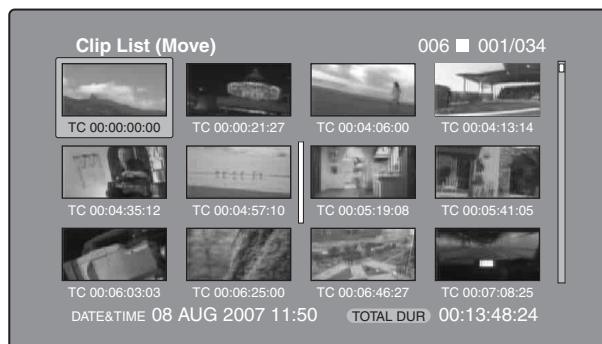 Clip List (Move) 006 001/034
TC 00:00:00:00 TC 00:00:21:27 TC 00:04:06:00 TC 00:04:13:14
TC 00:04:35:12 TC 00:04:57:10 TC 00:05:19:08 TC 00:05:41:05
TC 00:06:03:03 TC 00:06:25:00 TC 00:06:46:27 TC 00:07:08:25
DATE&TIME 08 AUG 2007 11:50 TOTAL DUR 00:13:48:24